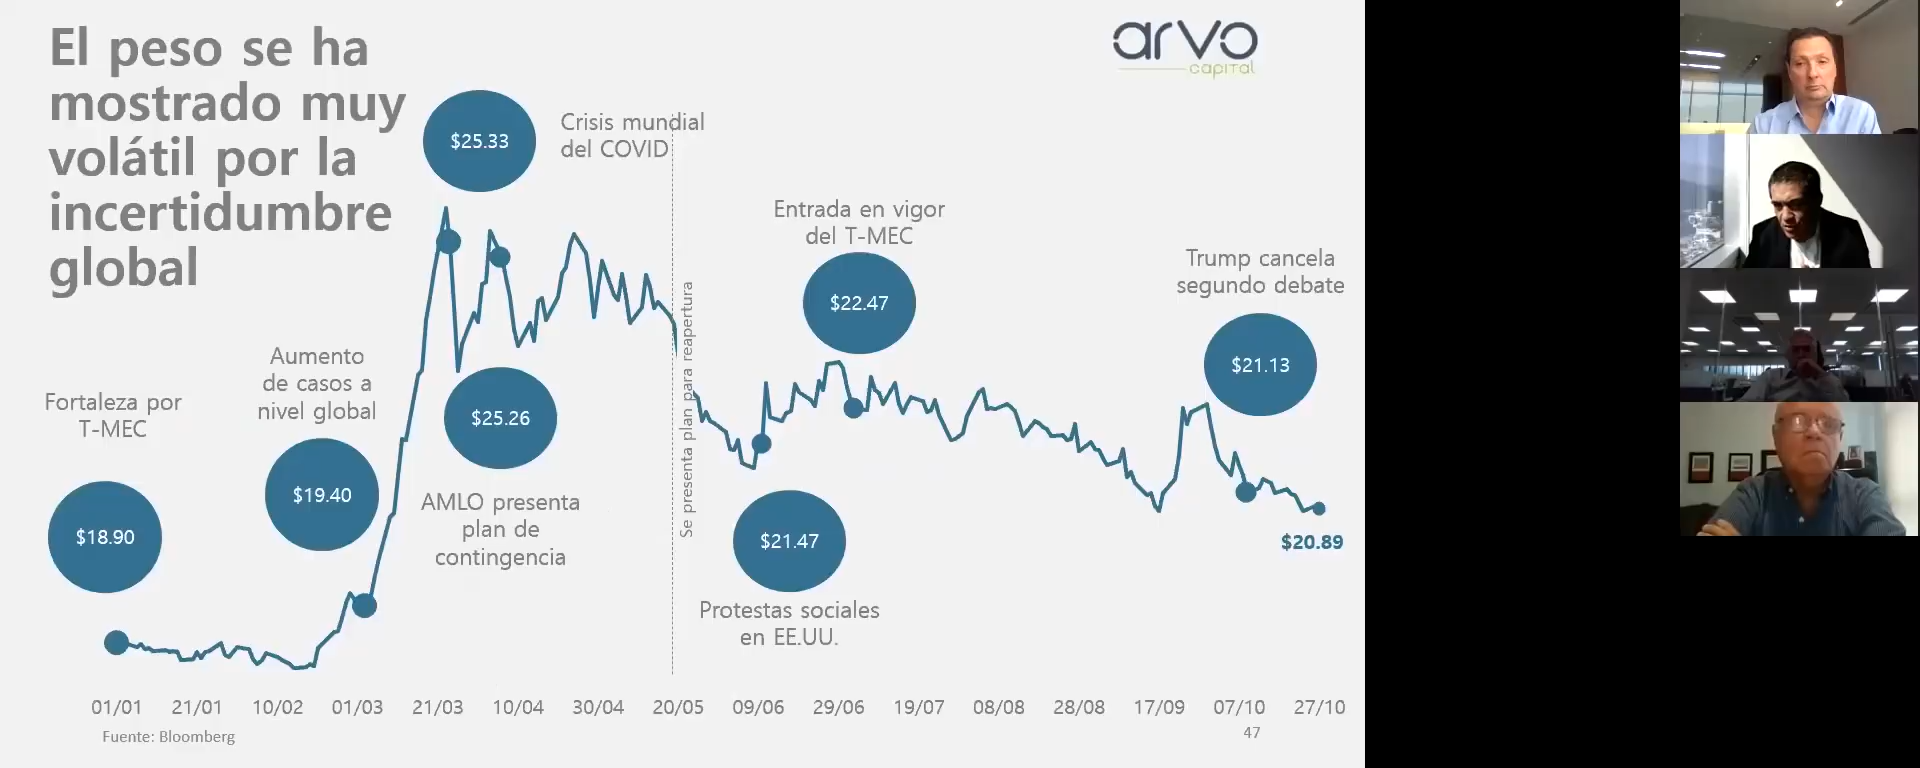 El peso se ha
mostrado muy
volátil por la
incertidumbre
global
arvo
capital
$25.33
Crisis mundial
del COVID
Entrada en vigor
del T-MEC
$22.47
Trump cancela
segundo debate
$21.13
Aumento
de casos a
nivel global
$19.40
Fortaleza por
T-MEC
$18.90
$25.26
AMLO presenta
plan de
contingencia
Se presenta plan para reapertura
$21.47
Protestas sociales
en EE.UU.
$20.89
01/01 21/01 10/02 01/03 21/03 10/04 30/04 20/05 09/06 29/06 19/07 08/08 28/08 17/09 07/10 27/10
Fuente: Bloomberg
47